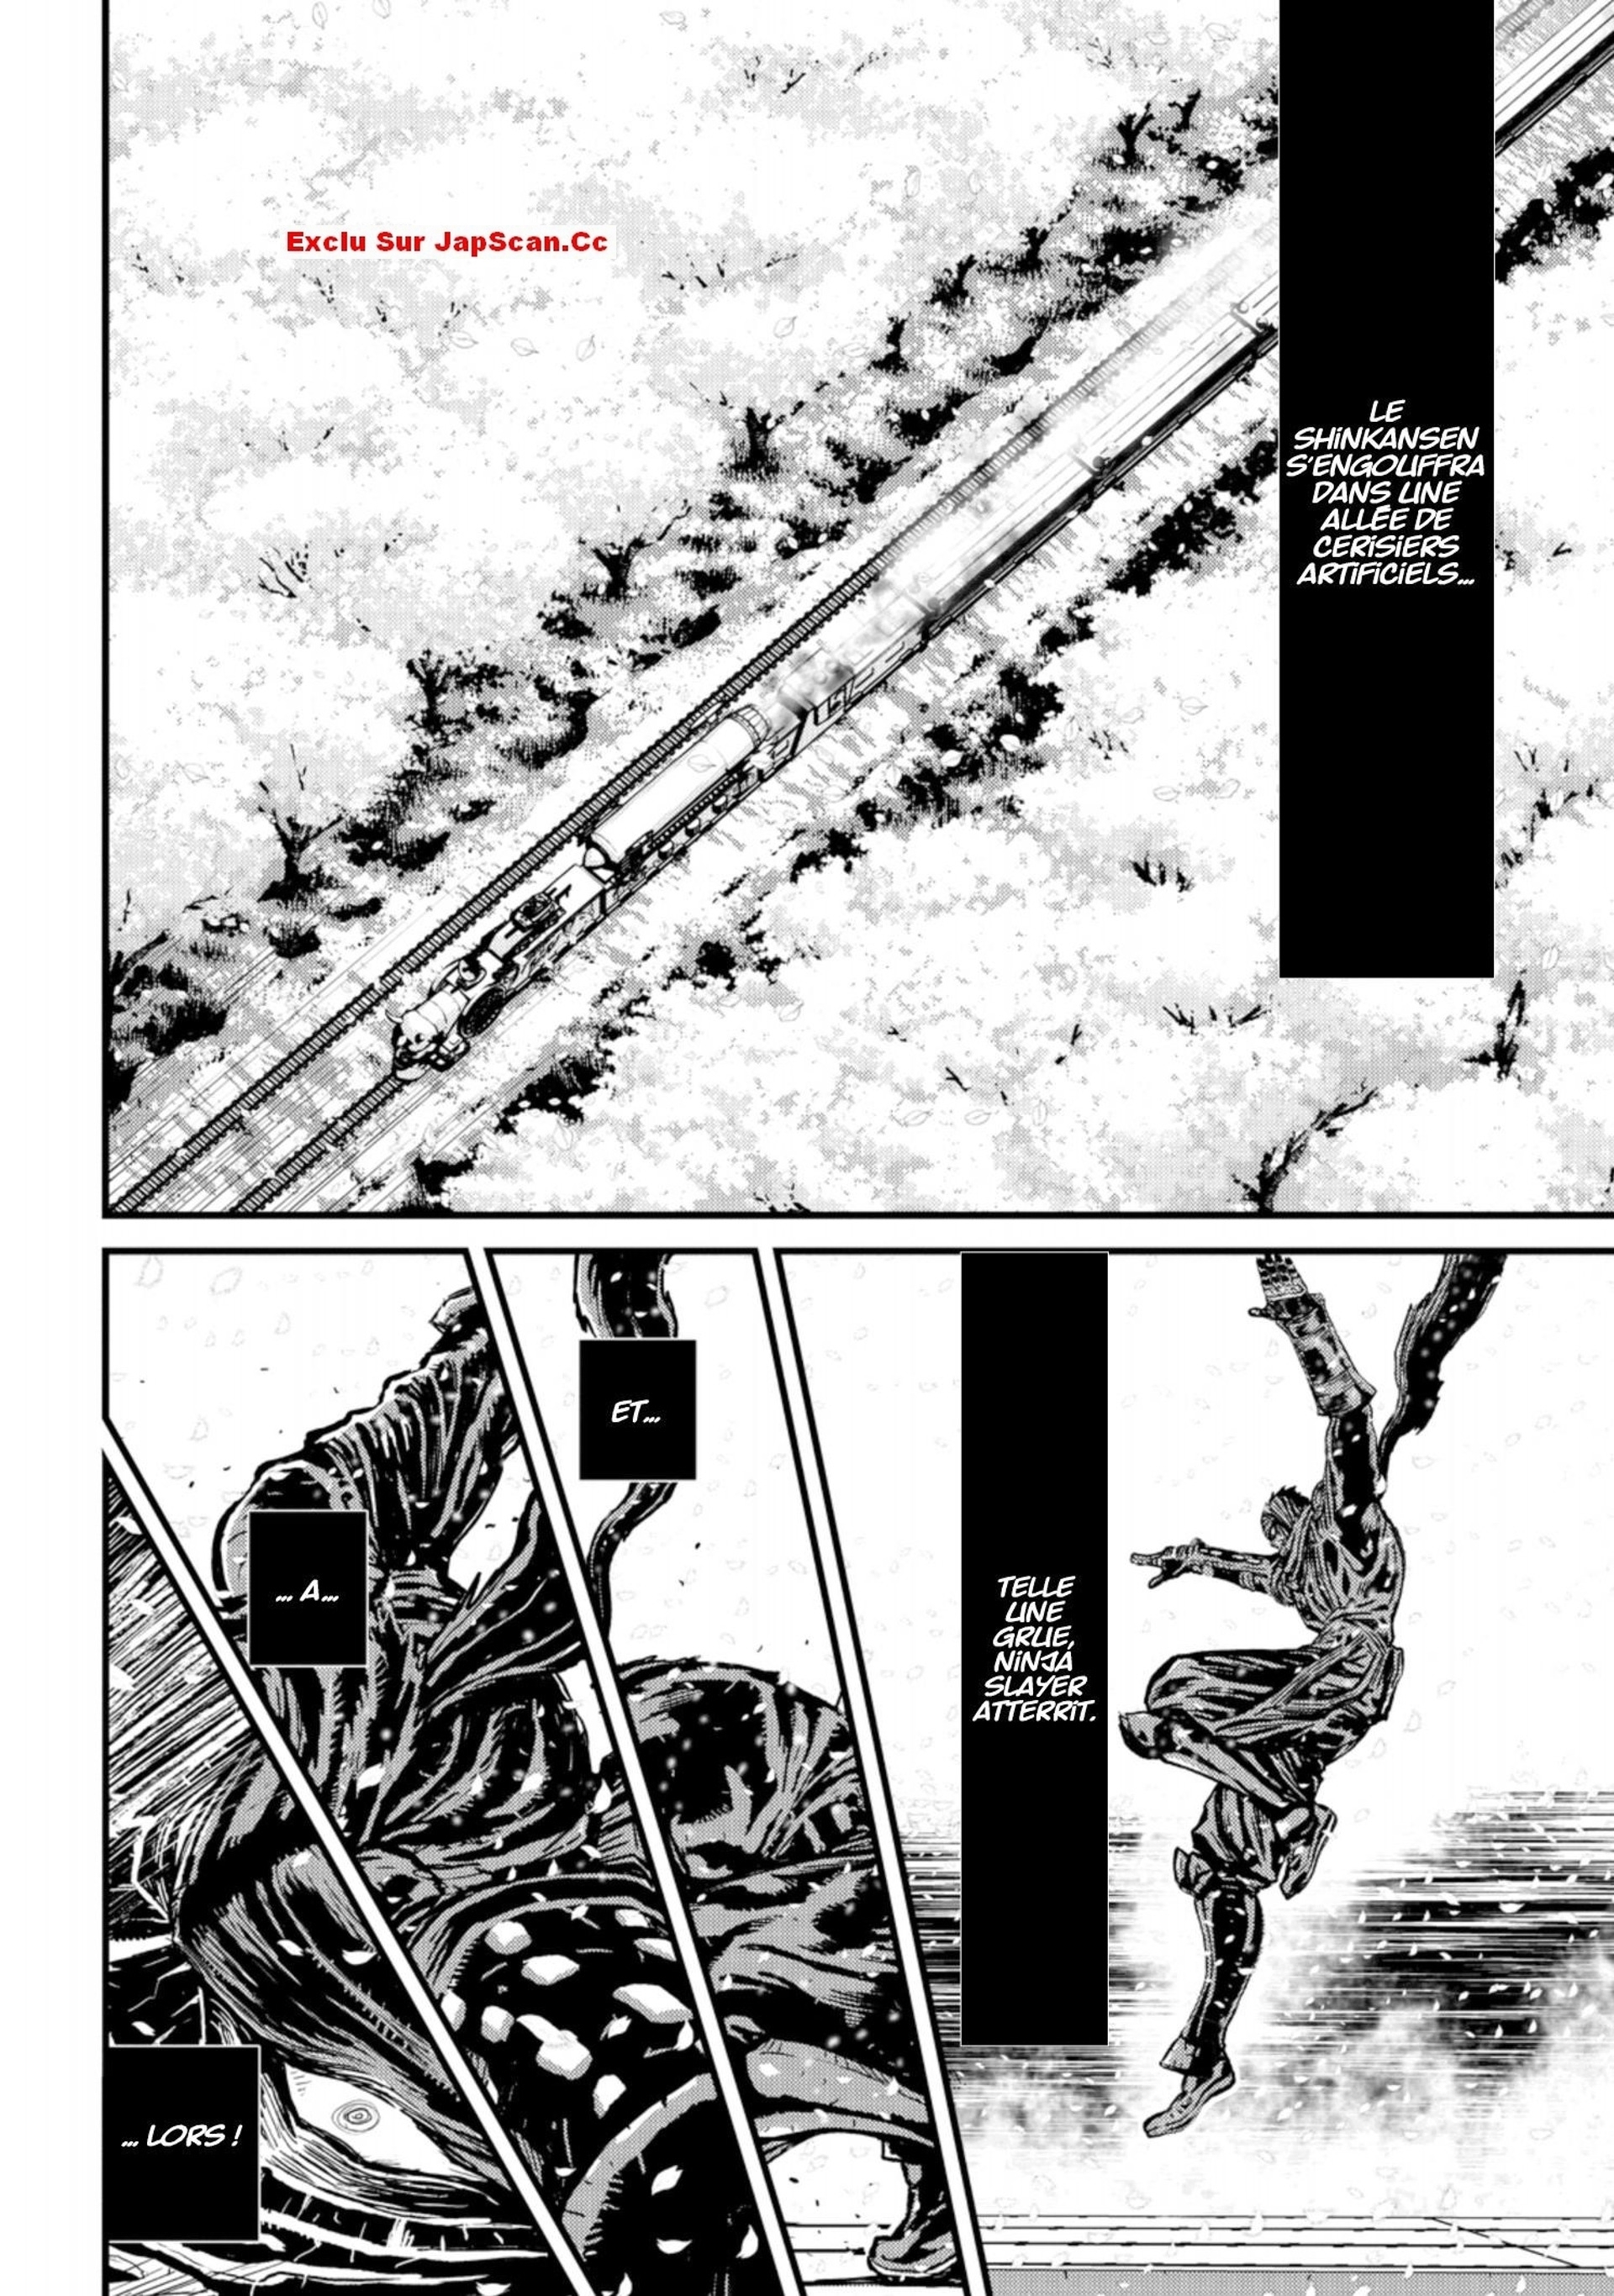 Exclu Sur JapScan.Cc
LE
SHINKANSEN
S'ENGOUFFRA
DANS UNE
ALLÉE DE
CERISIERS
ARTIFICIELS...
TELLE
UNE
GRUE,
NINJA
SLAYER
ATTERRIT.
ET...
... A...
... LORS !